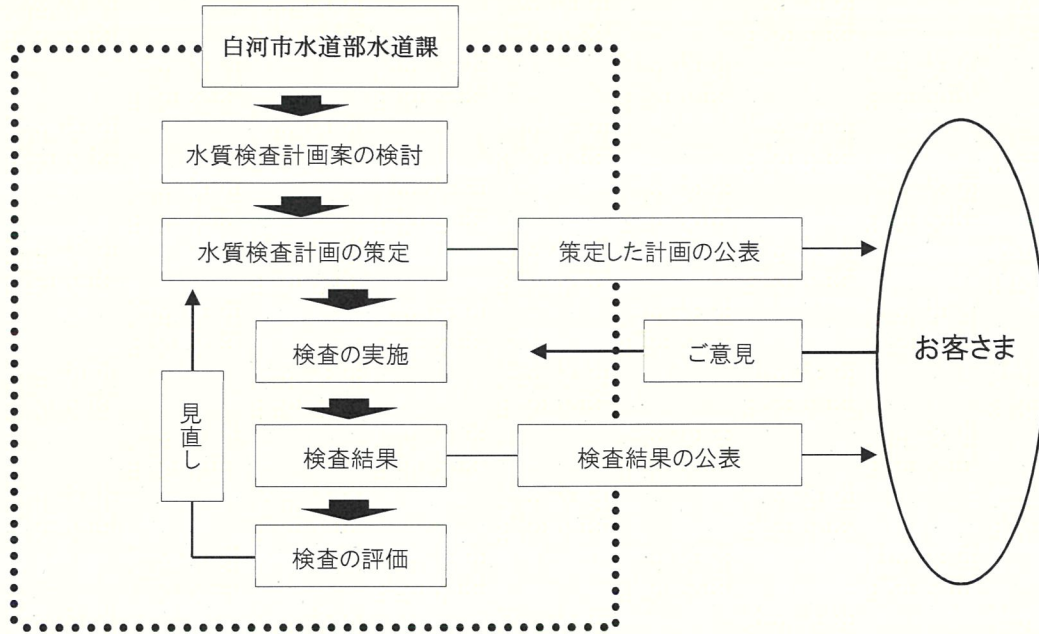 白河市水道部水道課
水質検査計画案の検討
水質検査計画の策定
策定した計画の公表
検査の実施
ご意見
お客さま
見直し
検査結果
検査結果の公表
検査の評価